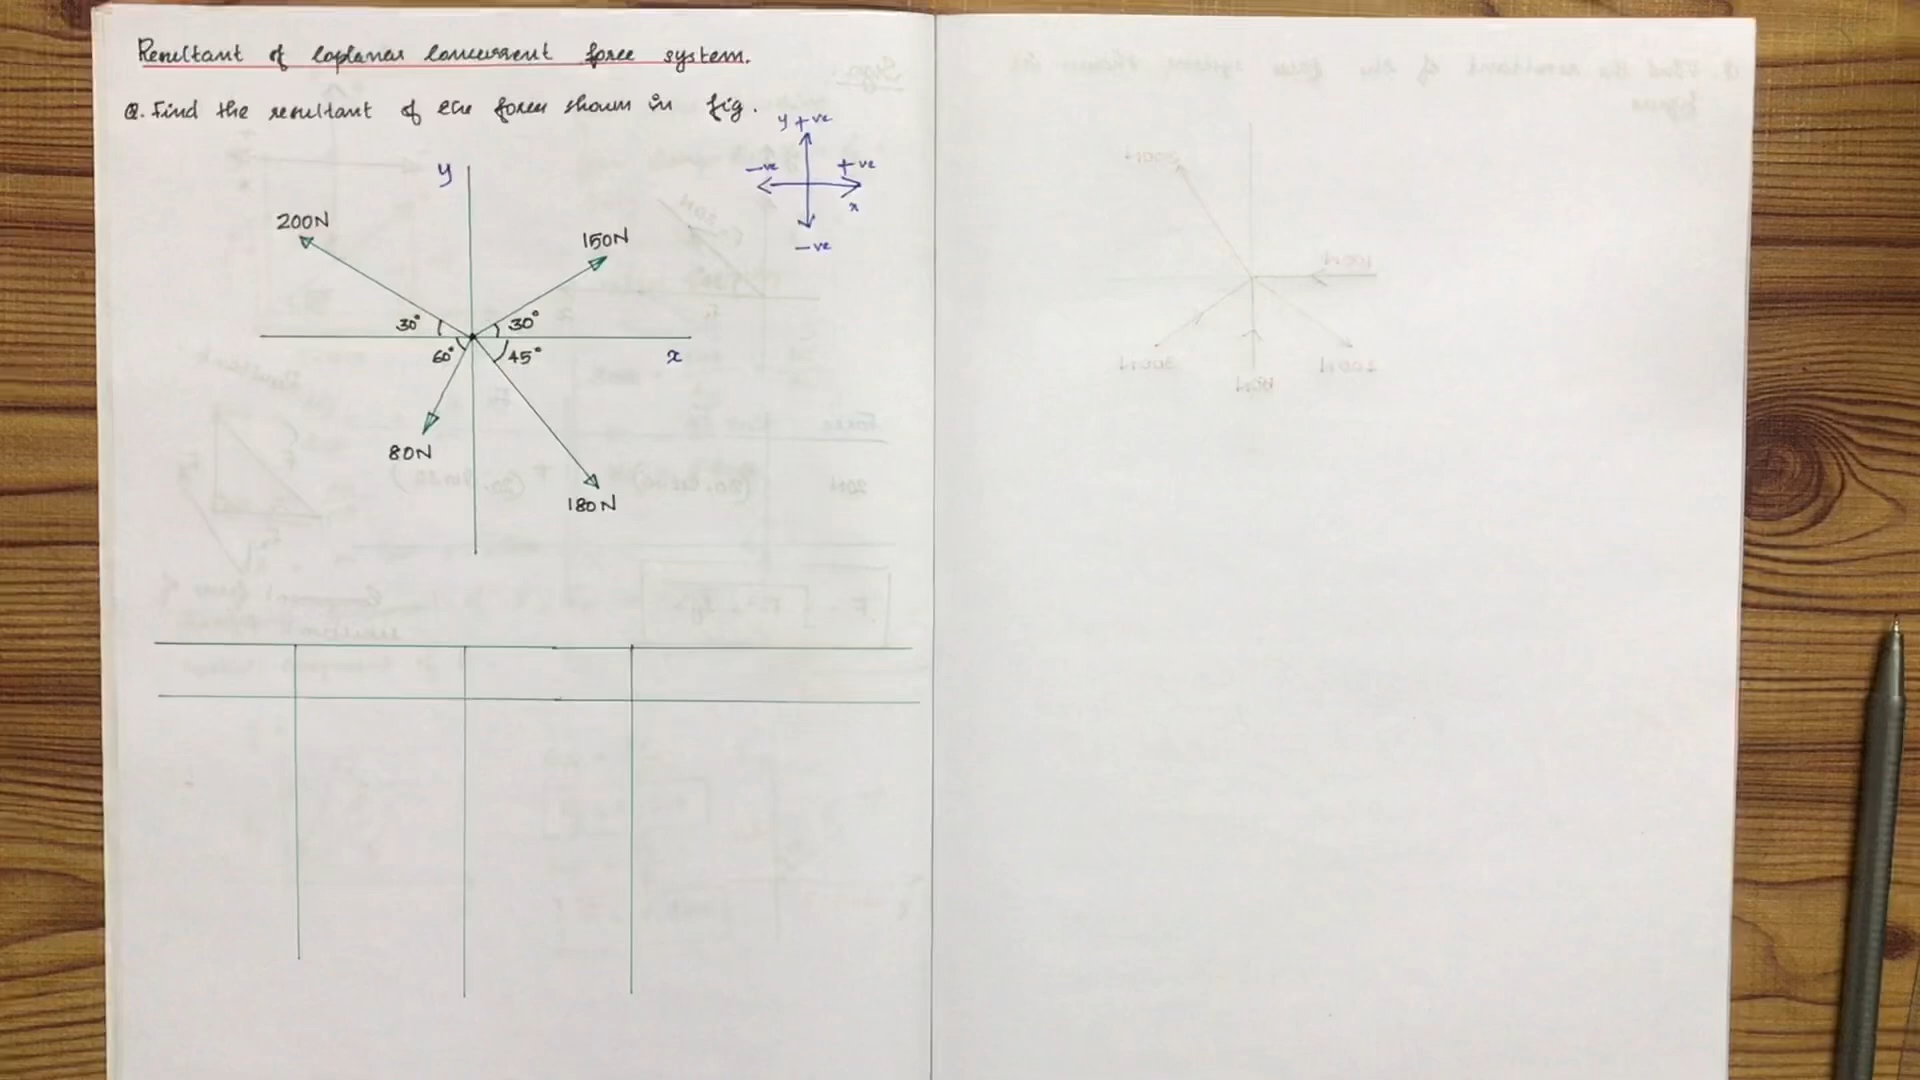 Resultant of Coplanar Concurrent force system.
Q. Find the resultant of the forces shown in fig.
y +ve
-ve
+ve
x
-ve
y
200N
150N
30°
30°
60°
45°
x
80N
180N